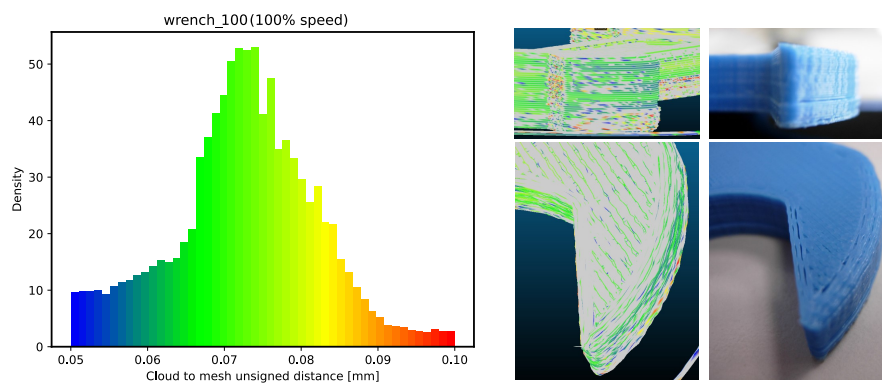 wrench_100 (100% speed)
50
40
30
20
10
0
Density
0.05 0.06 0.07 0.08 0.09 0.10
Cloud to mesh unsigned distance [mm]